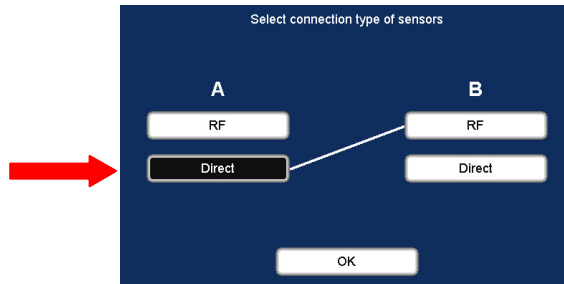 Select connection type of sensors
A B
RF RF
Direct Direct
OK